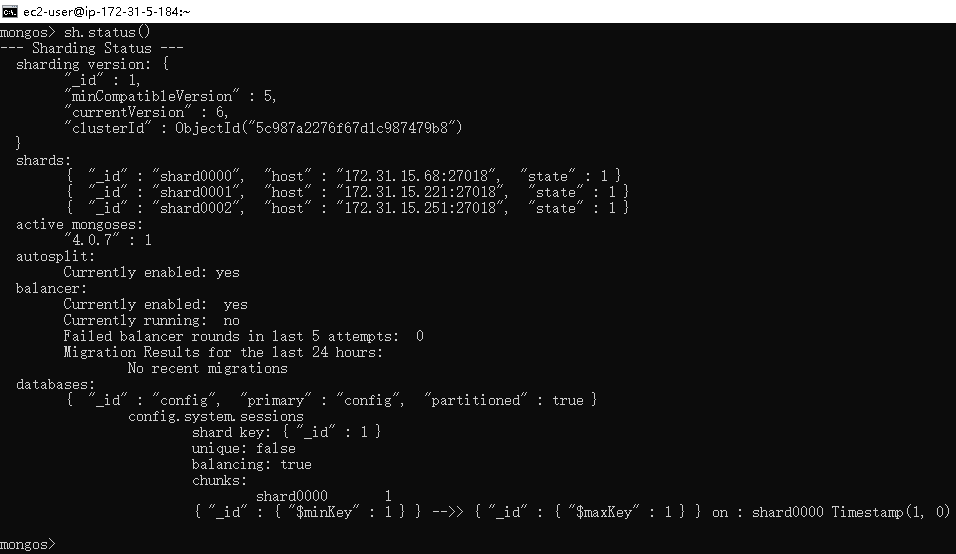 ec2-user@ip-172-31-5-184:~
mongos> sh.status()
--- Sharding Status ---
  sharding version: {
        "_id" : 1,
        "minCompatibleVersion" : 5,
        "currentVersion" : 6,
        "clusterId" : ObjectId("5c987a2276f67d1c987479b8")
  }
  shards:
        {  "_id" : "shard0000",  "host" : "172.31.15.68:27018",  "state" : 1 }
        {  "_id" : "shard0001",  "host" : "172.31.15.221:27018",  "state" : 1 }
        {  "_id" : "shard0002",  "host" : "172.31.15.251:27018",  "state" : 1 }
  active mongoses:
        "4.0.7" : 1
  autosplit:
        Currently enabled: yes
  balancer:
        Currently enabled:  yes
        Currently running:  no
        Failed balancer rounds in last 5 attempts:  0
        Migration Results for the last 24 hours:
                No recent migrations
  databases:
        {  "_id" : "config",  "primary" : "config",  "partitioned" : true }
                config.system.sessions
                        shard key: { "_id" : 1 }
                        unique: false
                        balancing: true
                        chunks:
                                shard0000       1
                        { "_id" : { "$minKey" : 1 } } -->> { "_id" : { "$maxKey" : 1 } } on : shard0000 Timestamp(1, 0)
mongos>